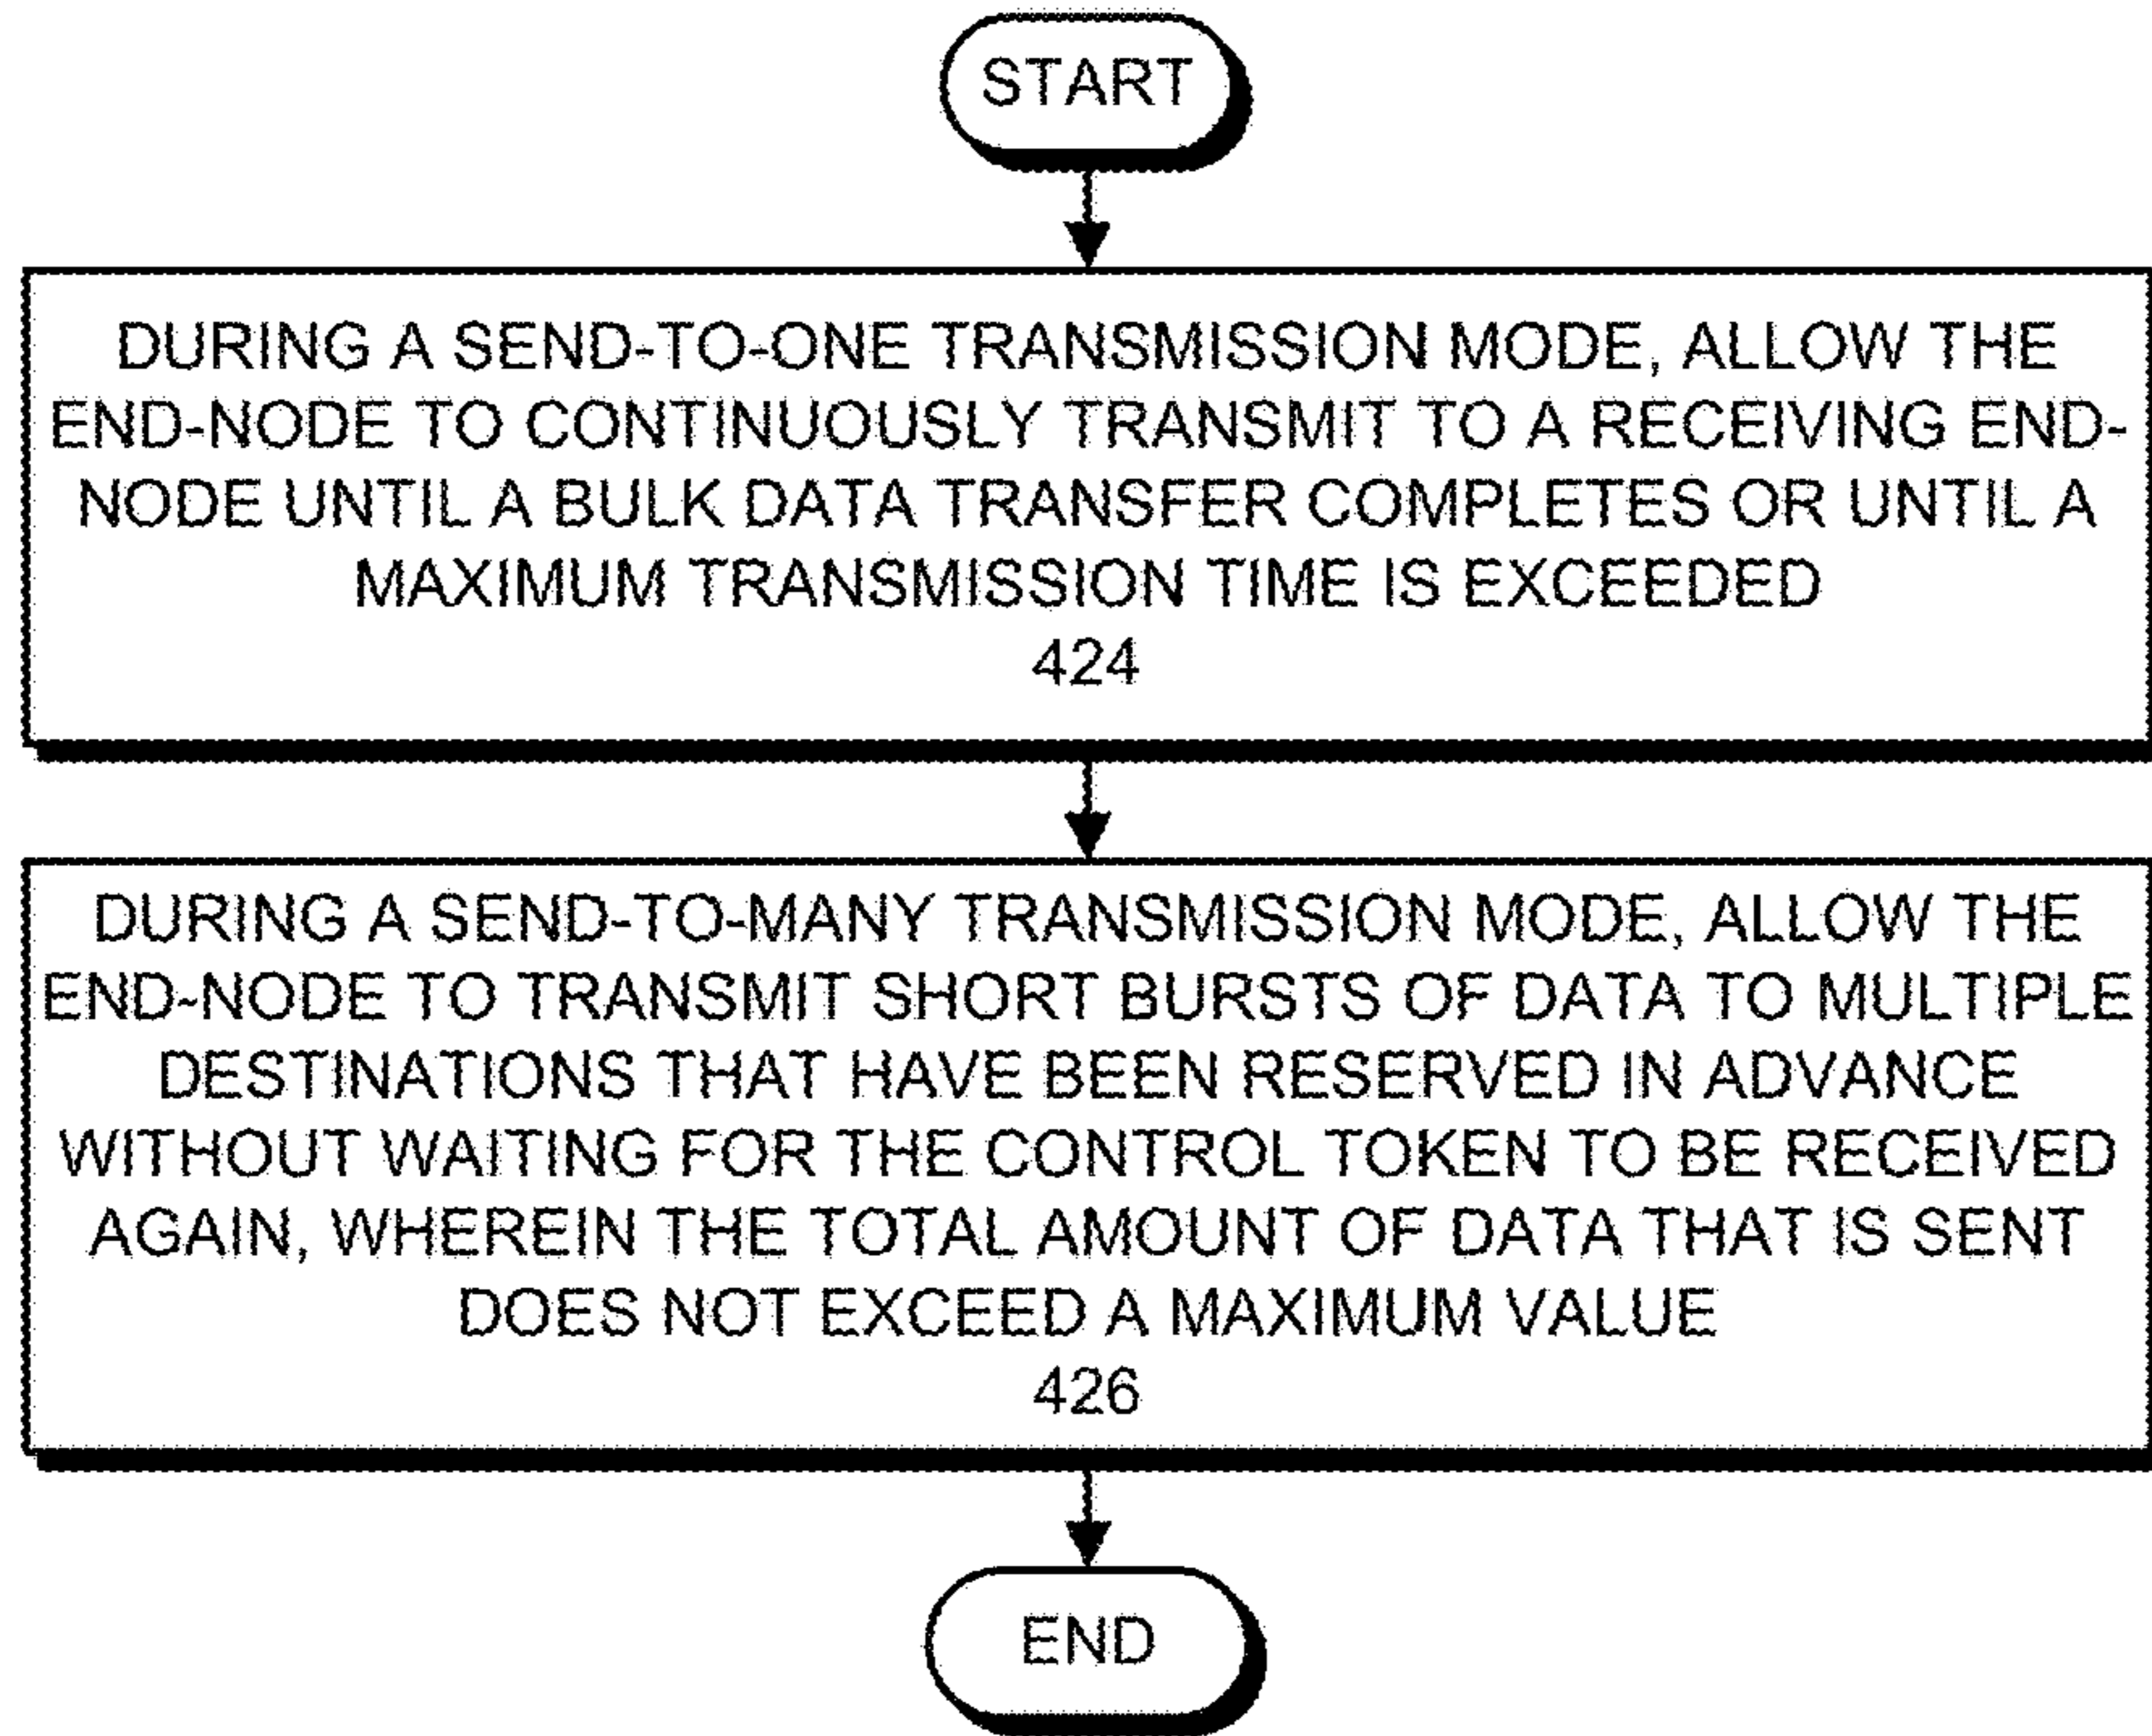 START
DURING A SEND-TO-ONE TRANSMISSION MODE, ALLOW THE
END-NODE TO CONTINUOUSLY TRANSMIT TO A RECEIVING END-
NODE UNTIL A BULK DATA TRANSFER COMPLETES OR UNTIL A
MAXIMUM TRANSMISSION TIME IS EXCEEDED
424
DURING A SEND-TO-MANY TRANSMISSION MODE, ALLOW THE
END-NODE TO TRANSMIT SHORT BURSTS OF DATA TO MULTIPLE
DESTINATIONS THAT HAVE BEEN RESERVED IN ADVANCE
WITHOUT WAITING FOR THE CONTROL TOKEN TO BE RECEIVED
AGAIN, WHEREIN THE TOTAL AMOUNT OF DATA THAT IS SENT
DOES NOT EXCEED A MAXIMUM VALUE
426
END